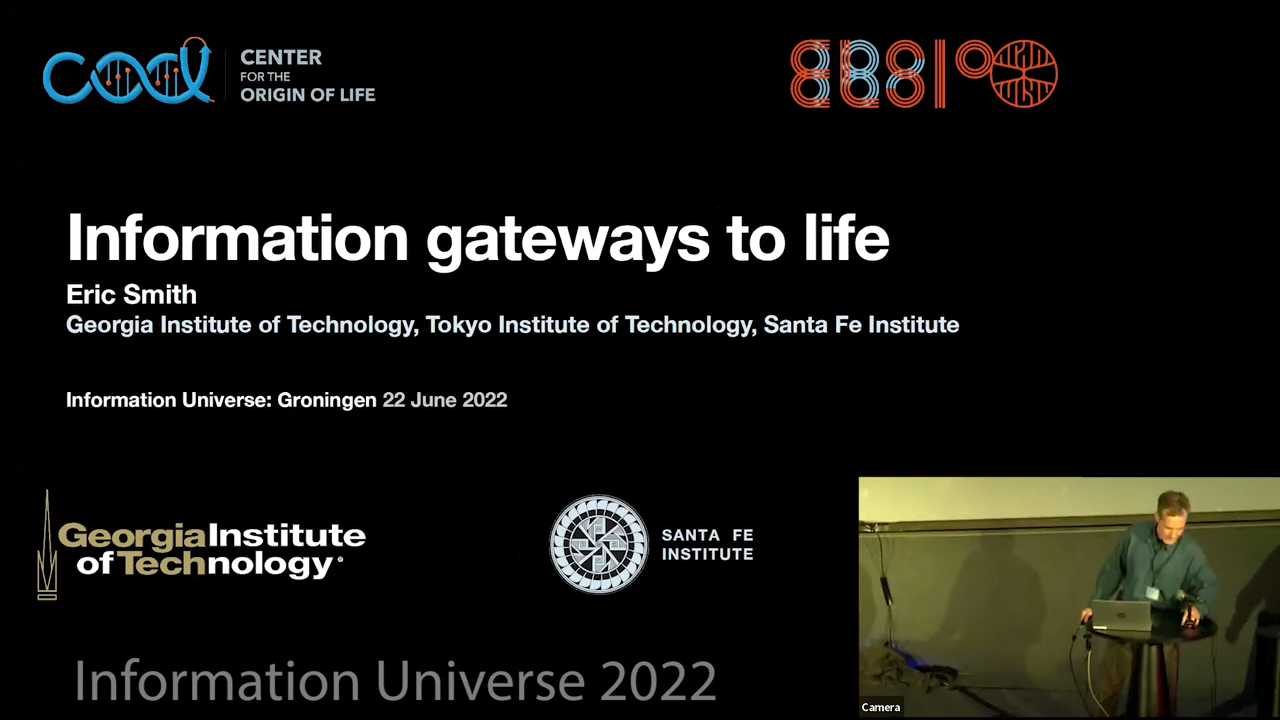 COOL
CENTER
FOR THE
ORIGIN OF LIFE
Information gateways to life
Eric Smith
Georgia Institute of Technology, Tokyo Institute of Technology, Santa Fe Institute
Information Universe: Groningen 22 June 2022
GeorgiaInstitute
of Technology
SANTA FE
INSTITUTE
Information Universe 2022
Camera